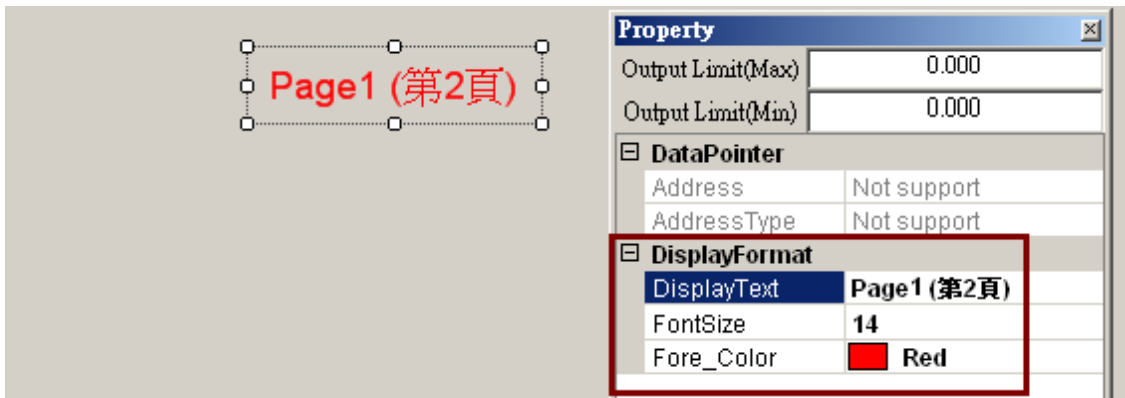 Page1 (第2頁)
Property
Output Limit(Max) 0.000
Output Limit(Min) 0.000
DataPointer
Address Not support
AddressType Not support
DisplayFormat
DisplayText Page1 (第2頁)
FontSize 14
Fore_Color Red